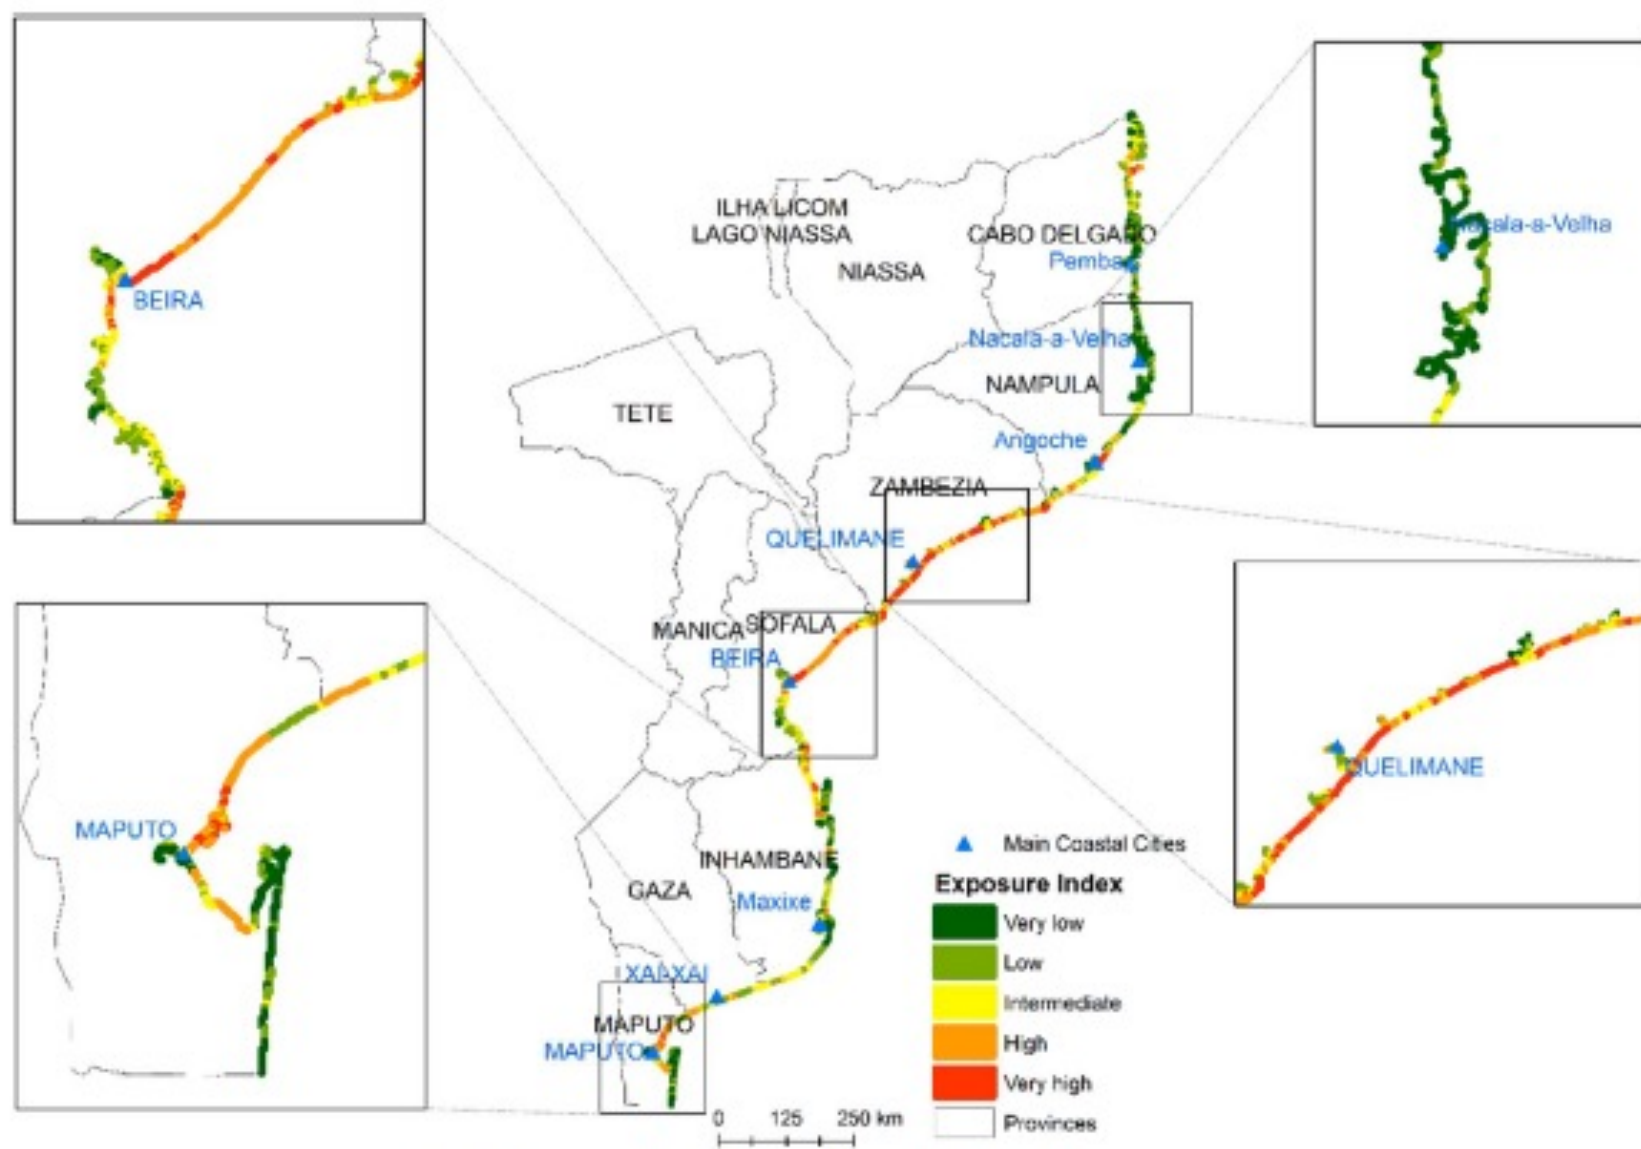 BEIRA
Nacala-a-Velha
ILHA LICOM
LAGO NIASSA
CABO DELGADO
NIASSA
Pemba
Nacala-a-Velha
NAMPULA
TETE
Angoche
ZAMBEZIA
QUELIMANE
MANICA
SOFALA
BEIRA
QUELIMANE
MAPUTO
INHAMBANE
GAZA
Maxixe
XAI-XAI
MAPUTO
MAPUTO
Main Coastal Cities
Exposure Index
Very low
Low
Intermediate
High
Very high
Provinces
0 125 250 km